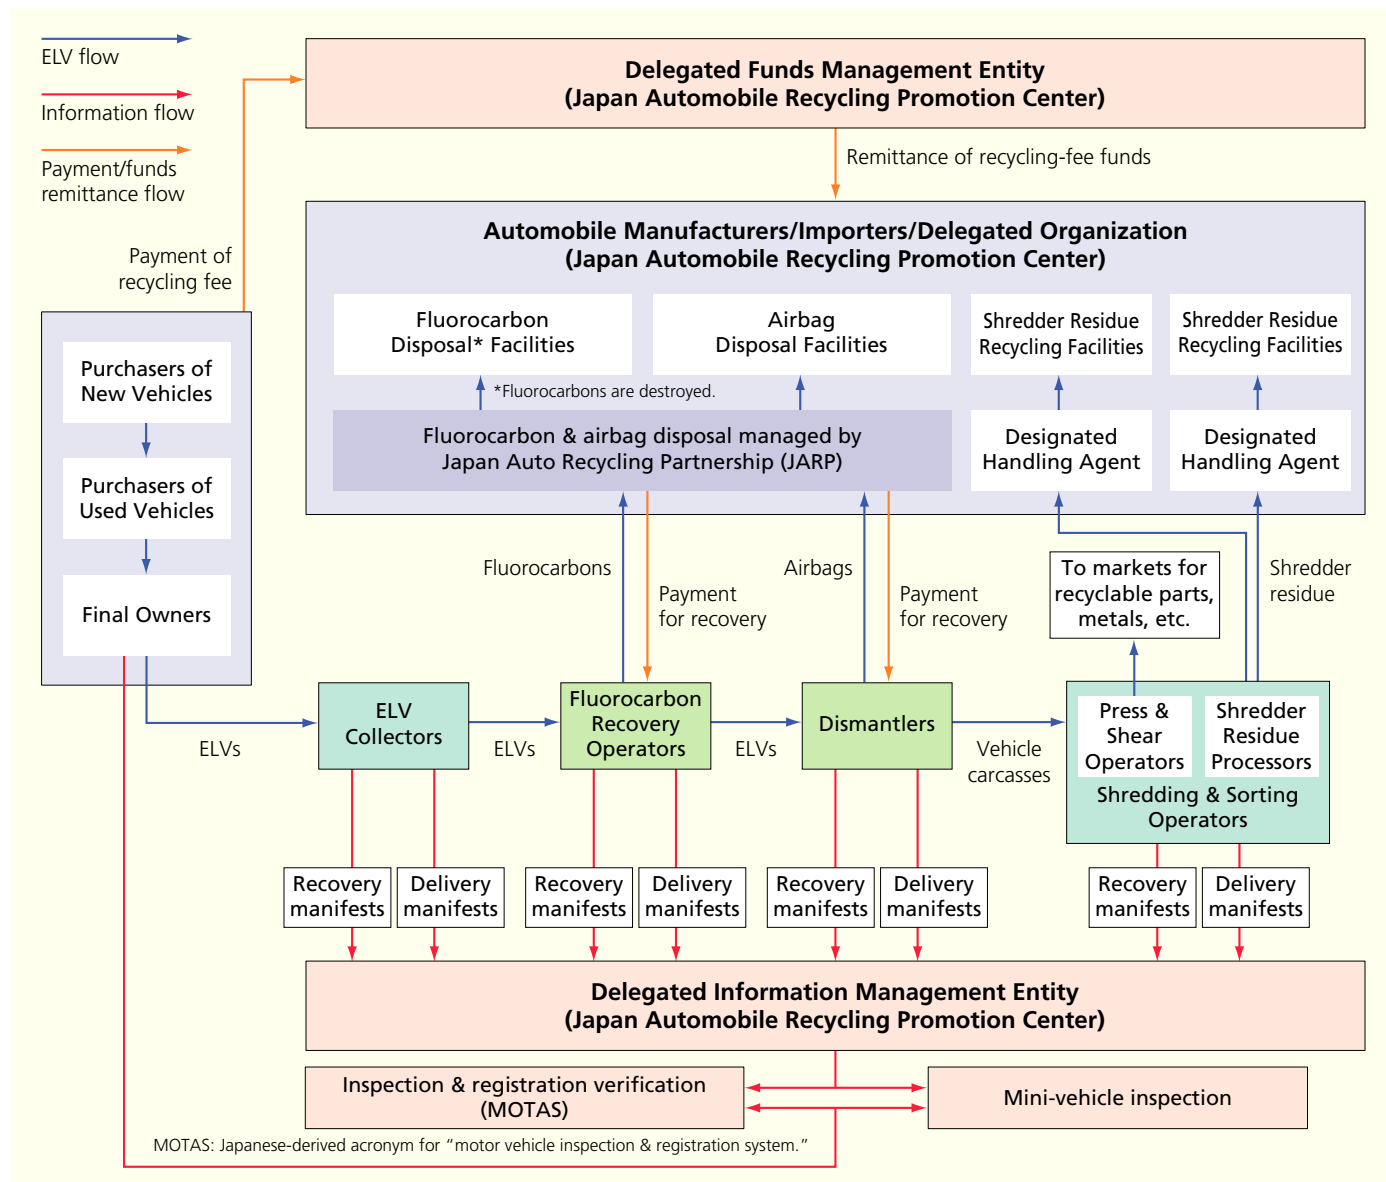 ELV flow
Information flow
Payment/funds
remittance flow
Delegated Funds Management Entity
(Japan Automobile Recycling Promotion Center)
Remittance of recycling-fee funds
Payment of
recycling fee
Automobile Manufacturers/Importers/Delegated Organization
(Japan Automobile Recycling Promotion Center)
Fluorocarbon
Disposal* Facilities
Airbag
Disposal Facilities
Shredder Residue
Recycling Facilities
Shredder Residue
Recycling Facilities
*Fluorocarbons are destroyed.
Fluorocarbon & airbag disposal managed by
Japan Auto Recycling Partnership (JARP)
Designated
Handling Agent
Designated
Handling Agent
Purchasers of
New Vehicles
Purchasers of
Used Vehicles
Final Owners
Fluorocarbons
Payment
for recovery
Airbags
Payment
for recovery
To markets for
recyclable parts,
metals, etc.
Shredder
residue
ELVs
ELV
Collectors
ELVs
Fluorocarbon
Recovery
Operators
ELVs
Dismantlers
Vehicle
carcasses
Press &
Shear
Operators
Shredder
Residue
Processors
Shredding & Sorting
Operators
Recovery
manifests
Delivery
manifests
Recovery
manifests
Delivery
manifests
Recovery
manifests
Delivery
manifests
Recovery
manifests
Delivery
manifests
Delegated Information Management Entity
(Japan Automobile Recycling Promotion Center)
Inspection & registration verification
(MOTAS)
Mini-vehicle inspection
MOTAS: Japanese-derived acronym for “motor vehicle inspection & registration system.”